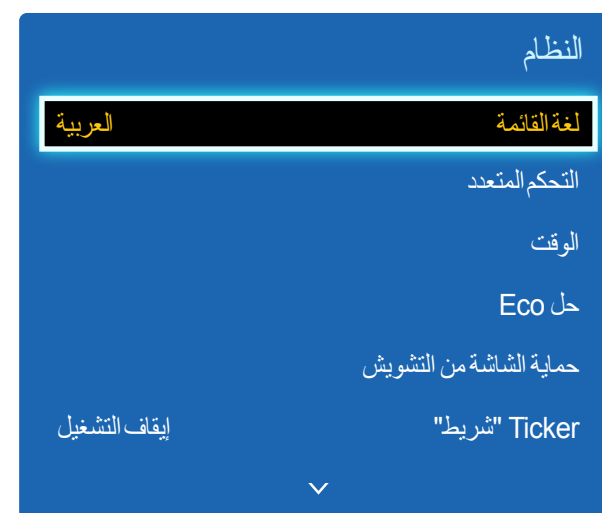 النظام
لغة القائمة العربية
التحكم المتعدد
الوقت
حل Eco
حماية الشاشة من التشويش
Ticker "شريط" إيقاف التشغيل